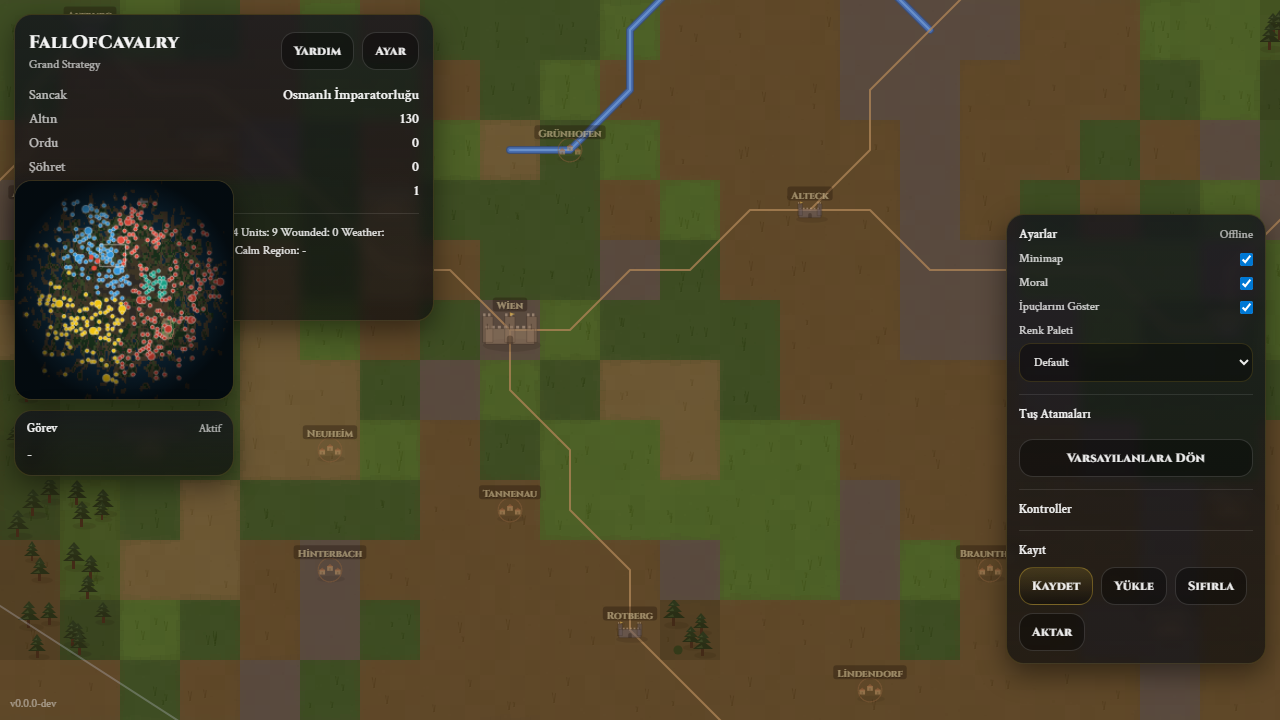 FallOfCavalry
Grand Strategy
Yardım
Ayar
Sancak
Osmanlı İmparatorluğu
Altın
130
Ordu
0
Şöhret
0
1
4 Units: 9 Wounded: 0 Weather:
Calm Region: -
Görev
Aktif
-
Grünhofen
Alteck
Wien
Neuheim
Tannenau
Hinterbach
Rotberg
Lindendorf
Ayarlar
Offline
Minimap
Moral
İpuçlarını Göster
Renk Paleti
Default
Tuş Atamaları
Varsayılanlara Dön
Kontroller
Kayıt
Kaydet
Yükle
Sıfırla
Aktar
v0.0.0-dev